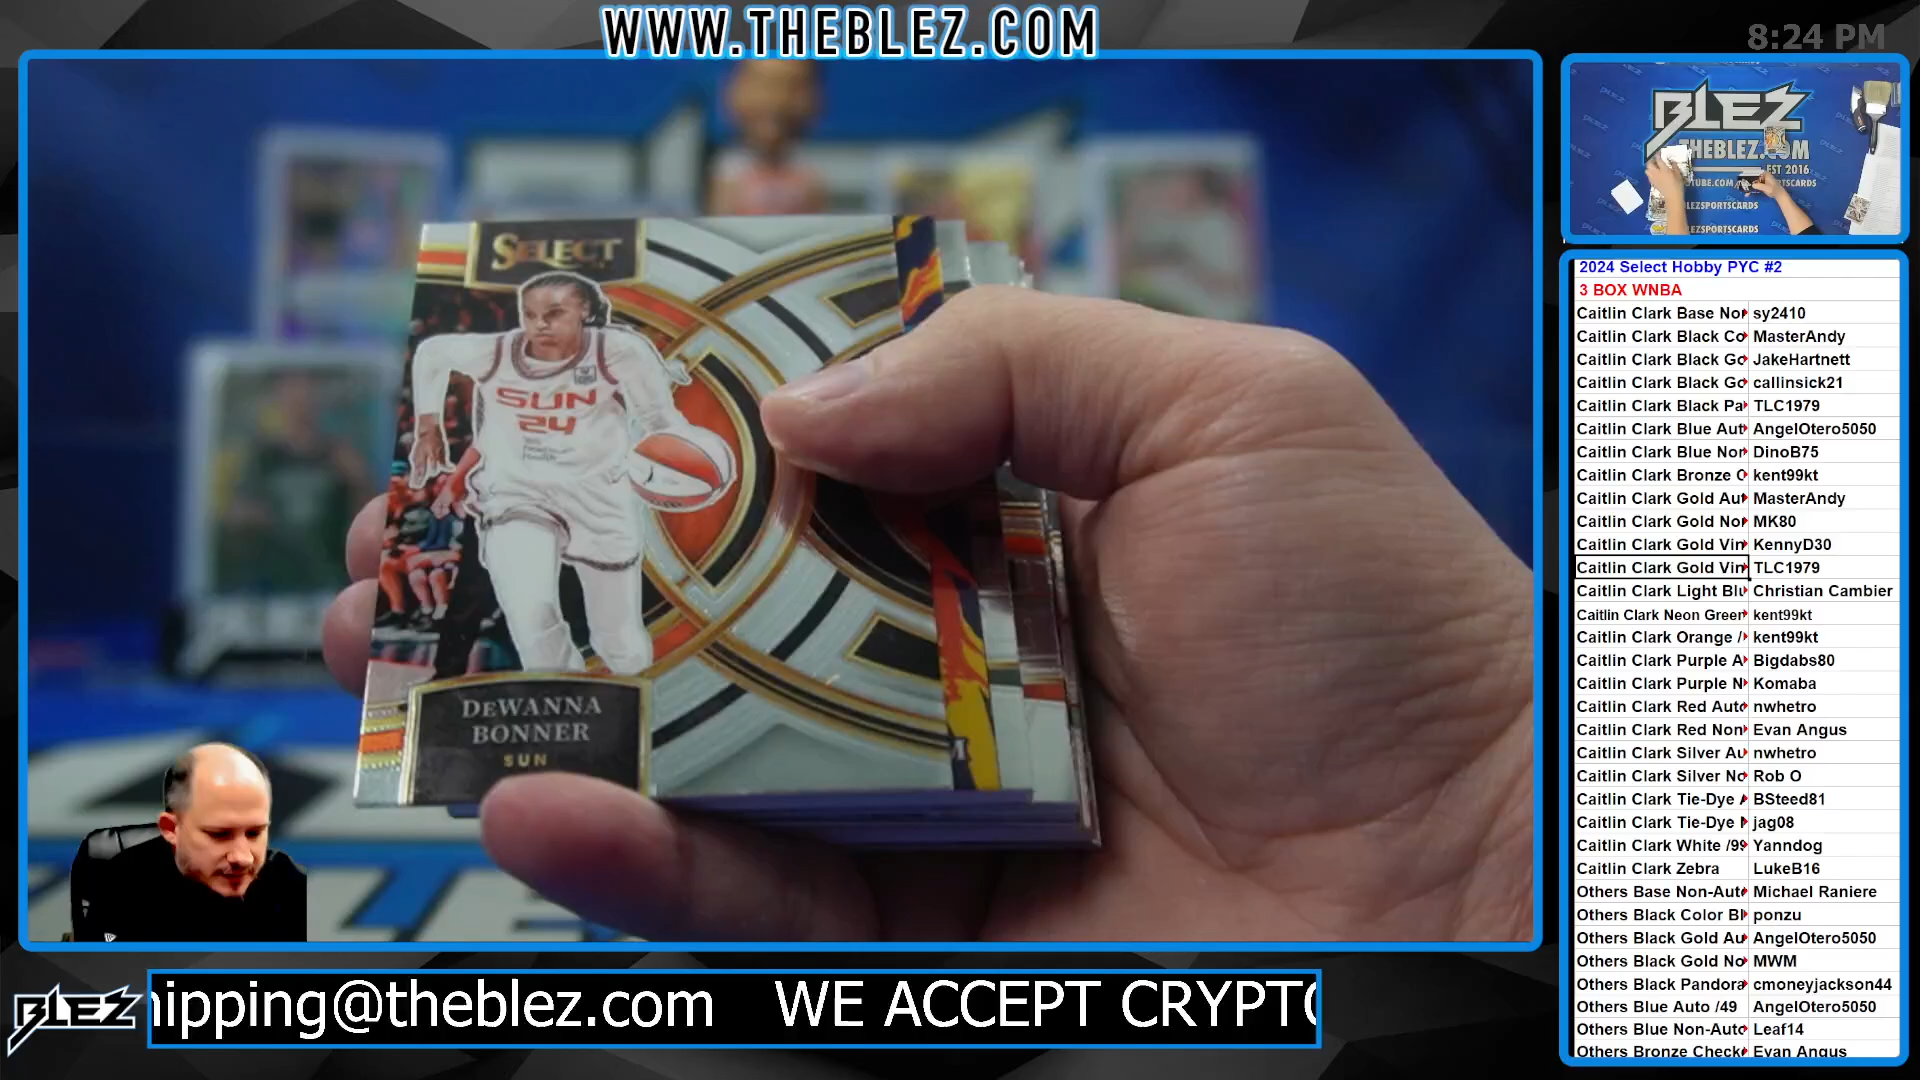 WWW.THEBLEZ.COM
8:24 PM
SELECT
SUN
24
DEWANNA
BONNER
SUN
BLEZ
THEBLEZ.COM
EST 2016
BLEZSPORTSCARDS
BLEZSPORTSCARDS
2024 Select Hobby PYC #2
3 BOX WNBA
Caitlin Clark Base Nor sy2410
Caitlin Clark Black Co MasterAndy
Caitlin Clark Black Go JakeHartnett
Caitlin Clark Black Go callinsick21
Caitlin Clark Black Pa TLC1979
Caitlin Clark Blue Aut AngelOtero5050
Caitlin Clark Blue Nor DinoB75
Caitlin Clark Bronze C kent99kt
Caitlin Clark Gold Aut MasterAndy
Caitlin Clark Gold Nor MK80
Caitlin Clark Gold Vin KennyD30
Caitlin Clark Gold Vin TLC1979
Caitlin Clark Light Blu Christian Cambier
Caitlin Clark Neon Green kent99kt
Caitlin Clark Orange / kent99kt
Caitlin Clark Purple A Bigdabs80
Caitlin Clark Purple N Komaba
Caitlin Clark Red Auto nwhetro
Caitlin Clark Red Non Evan Angus
Caitlin Clark Silver Au nwhetro
Caitlin Clark Silver No Rob O
Caitlin Clark Tie-Dye A BSteed81
Caitlin Clark Tie-Dye jag08
Caitlin Clark White /99 Yanndog
Caitlin Clark Zebra LukeB16
Others Base Non-Auto Michael Raniere
Others Black Color Bl ponzu
Others Black Gold Au AngelOtero5050
Others Black Gold No MWM
Others Black Pandora cmoneyjackson44
Others Blue Auto /49 AngelOtero5050
Others Blue Non-Auto Leaf14
Others Bronze Check Evan Angus
BLEZ
hipping@theblez.com WE ACCEPT CRYPTO